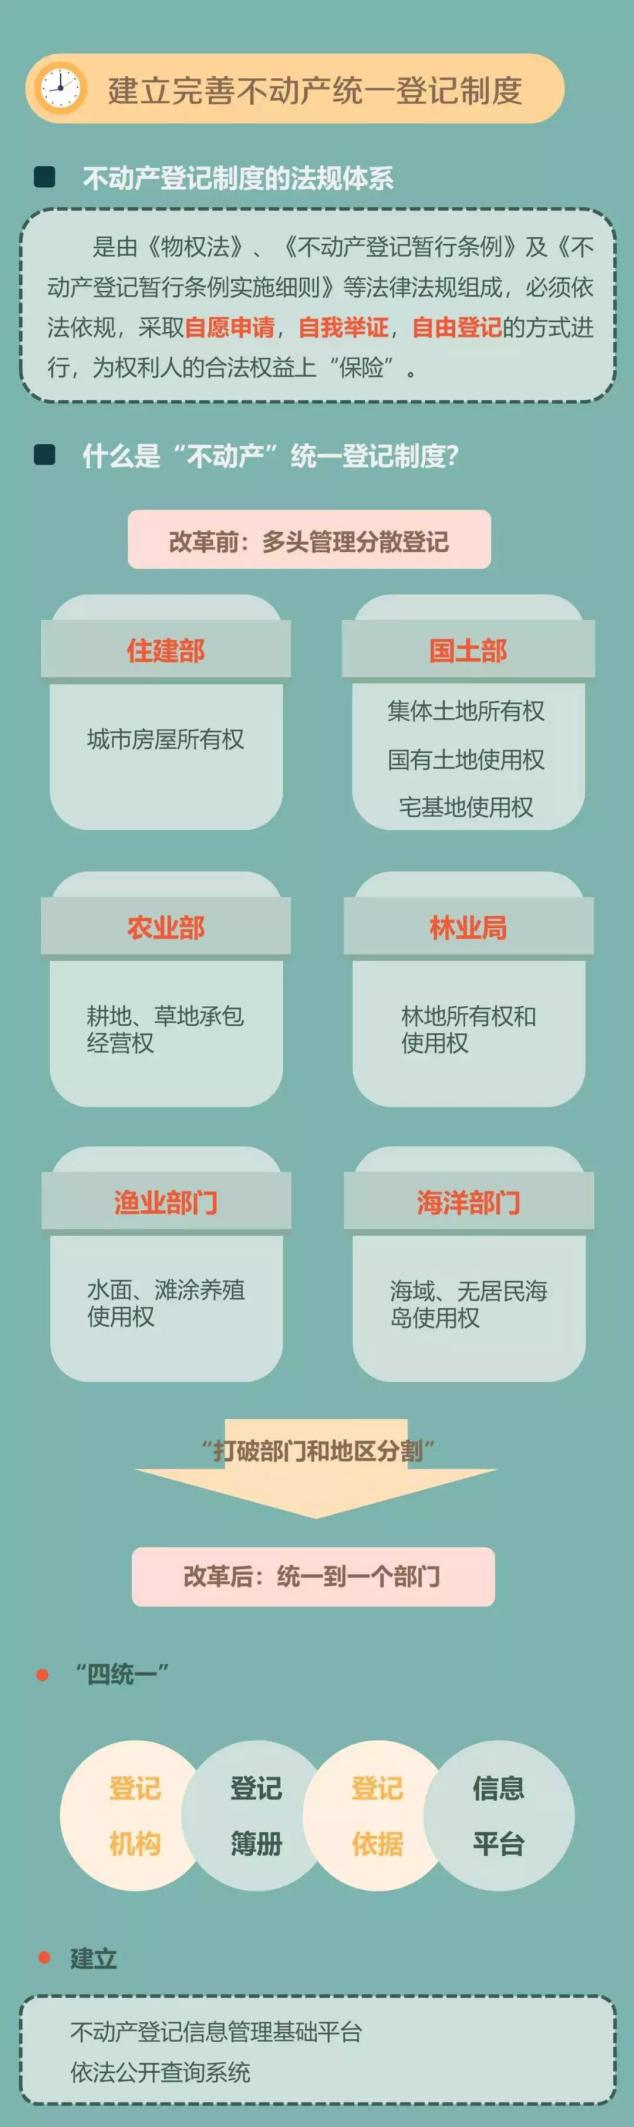 建立完善不动产统一登记制度
不动产登记制度的法规体系
是由《物权法》、《不动产登记暂行条例》及《不
动产登记暂行条例实施细则》等法律法规组成，必须依
法依规，采取自愿申请，自我举证，自由登记的方式进
行，为权利人的合法权益上“保险”。
什么是“不动产”统一登记制度？
改革前：多头管理分散登记
住建部
城市房屋所有权
国土部
集体土地所有权
国有土地使用权
宅基地使用权
农业部
耕地、草地承包
经营权
林业局
林地所有权和
使用权
渔业部门
水面、滩涂养殖
使用权
海洋部门
海域、无居民海
岛使用权
“打破部门和地区分割”
改革后：统一到一个部门
“四统一”
登记
机构
登记
簿册
登记
依据
信息
平台
建立
不动产登记信息管理基础平台
依法公开查询系统